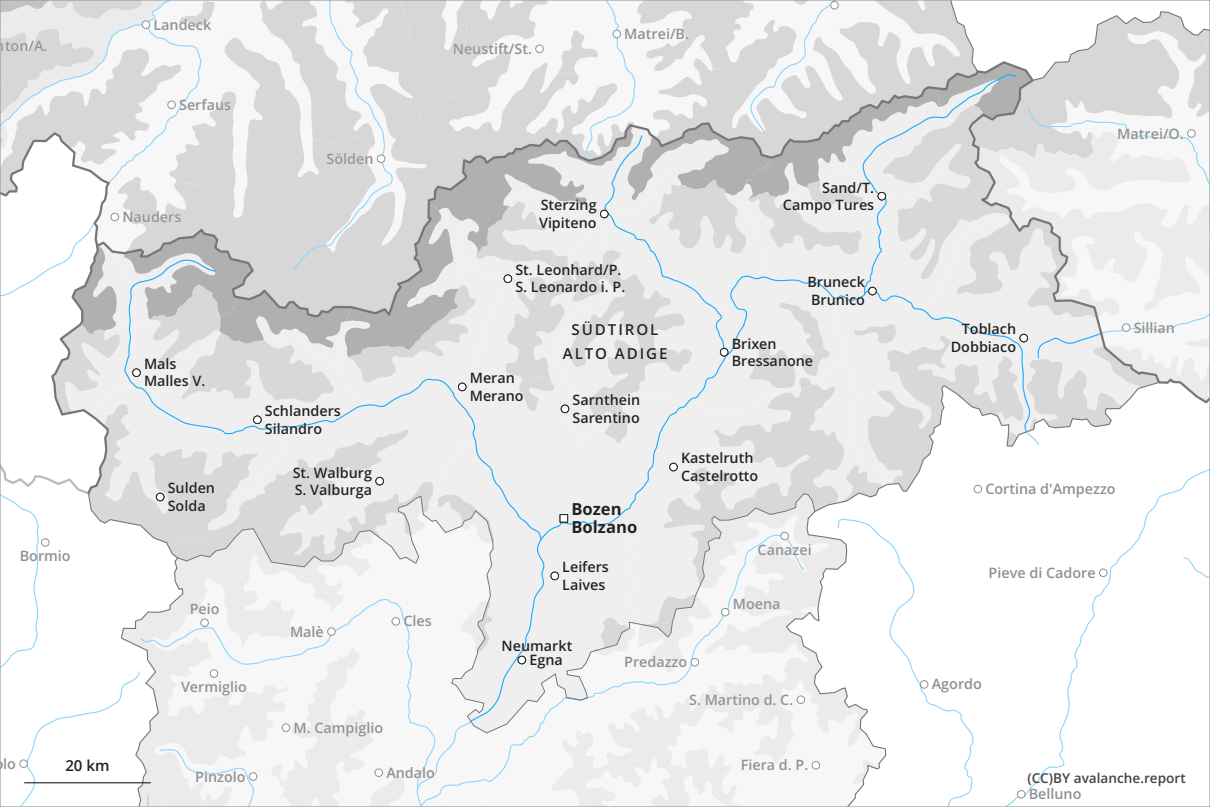 Landeck
Matrei/B.
nton/A.
Neustift/St.
Serfaus
Matrei/O.
Sölden
Sand/T.
Campo Tures
Nauders
Sterzing
Vipiteno
St. Leonhard/P.
S. Leonardo i. P.
Bruneck
Brunico
SÜDTIROL
ALTO ADIGE
Toblach
Dobbiaco
Sillian
Brixen
Bressanone
Mals
Malles V.
Meran
Merano
Schlanders
Silandro
Sarnthein
Sarentino
Kastelruth
Castelrotto
St. Walburg
S. Valburga
Sulden
Solda
Cortina d'Ampezzo
Bozen
Bolzano
Bormio
Canazei
Leifers
Laives
Pieve di Cadore
Peio
Moena
Malè
Cles
Neumarkt
Egna
Predazzo
Vermiglio
Agordo
S. Martino d. C.
M. Campiglio
20 km
olo
Pinzolo
Andalo
Fiera d. P.
(CC)BY avalanche.report
Belluno